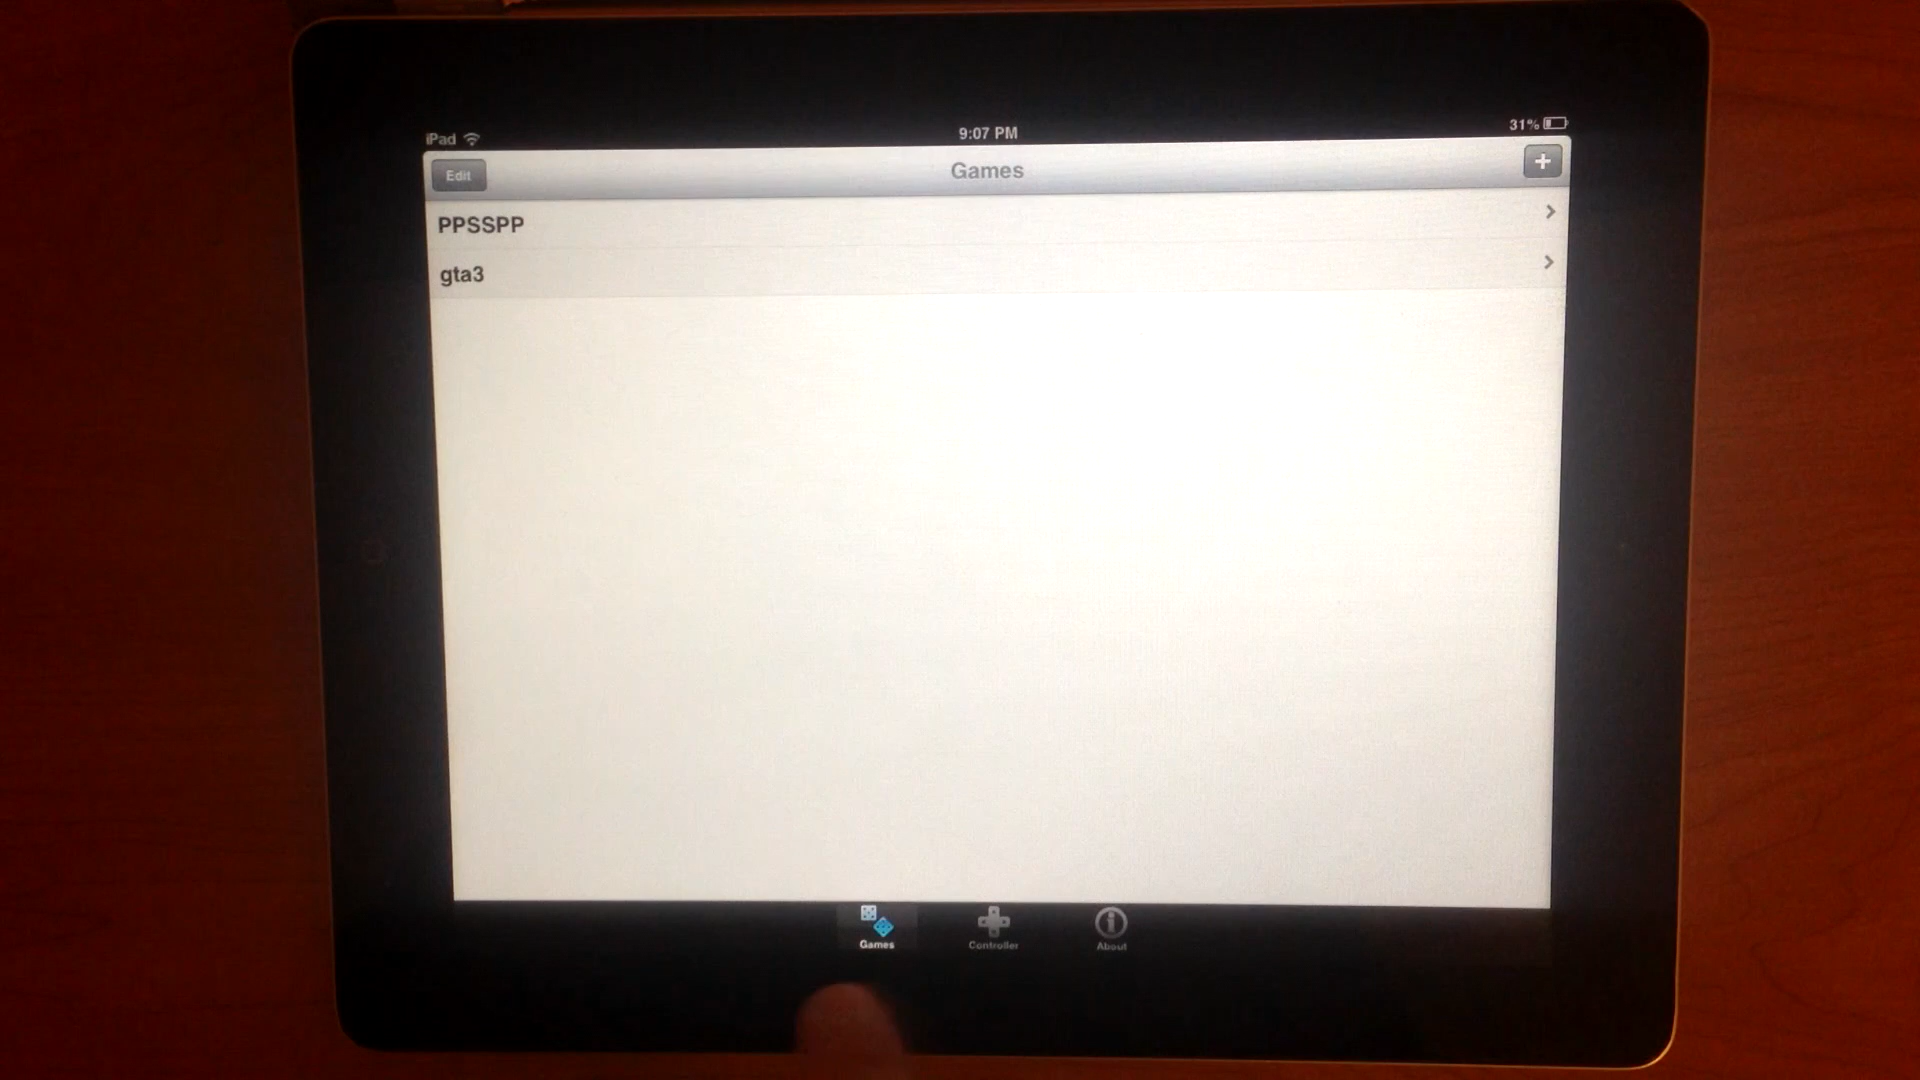 iPad
9:07 PM
31%
Edit
Games
+
PPSSPP
gta3
Games
Controller
About